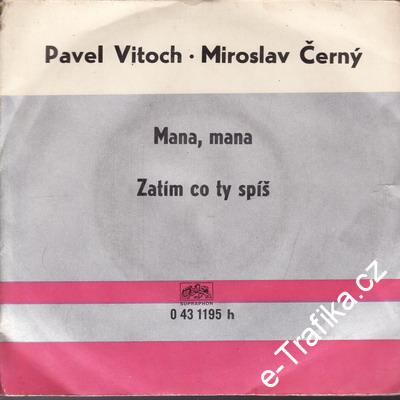 Pavel Vitoch · Miroslav Černý
Mana, mana
Zatím co ty spíš
SUPRAPHON
0 43 1195 h
e-Trafika.cz